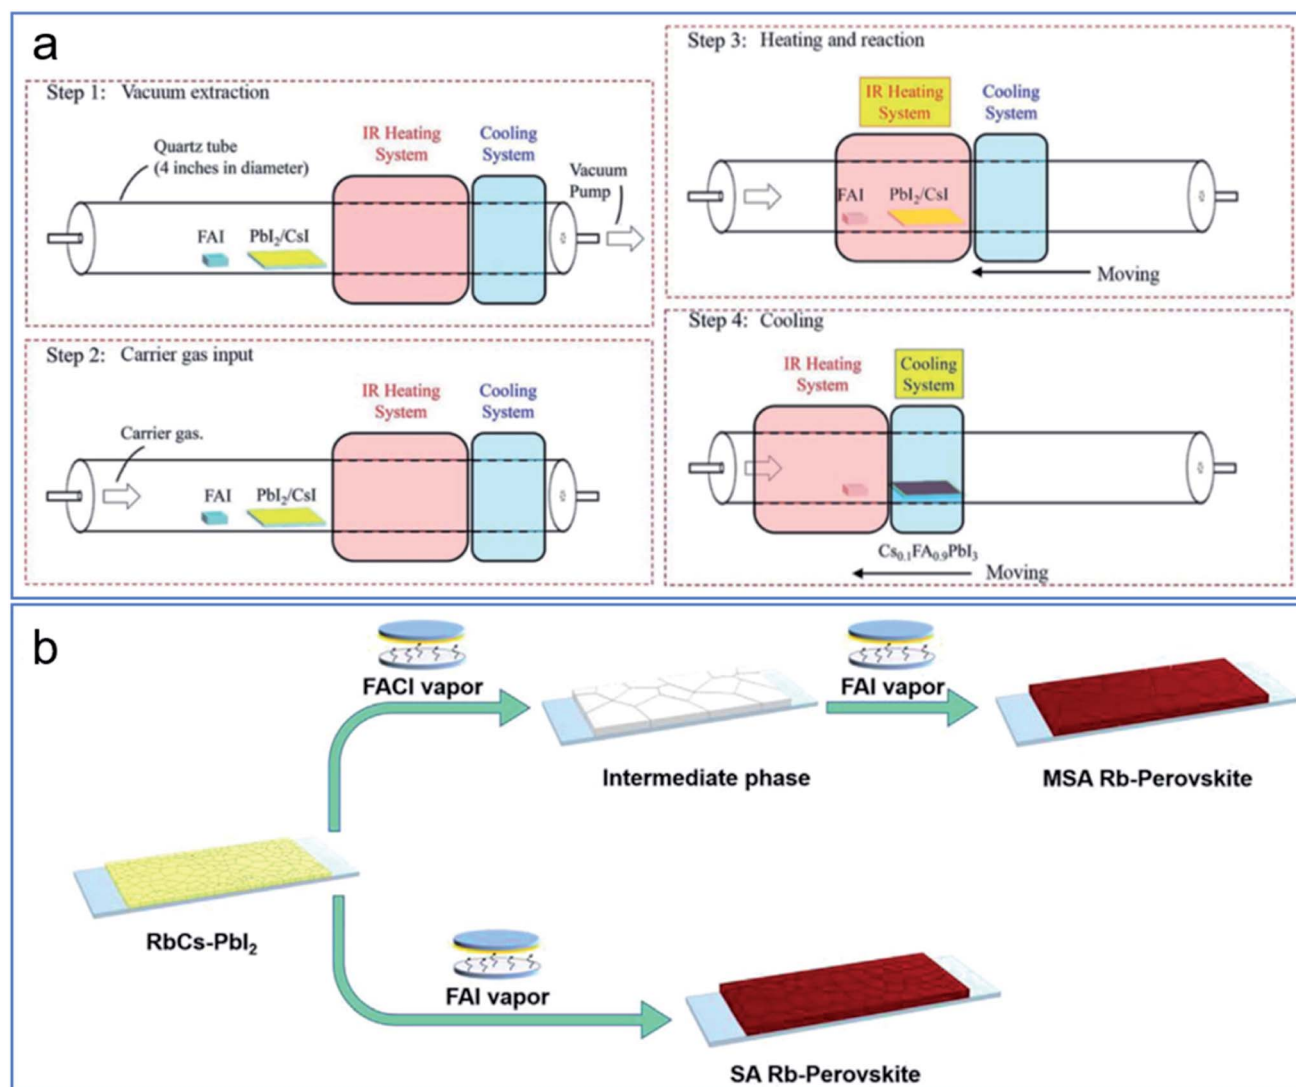 a
Step 1: Vacuum extraction
Quartz tube
(4 inches in diameter)
IR Heating
System
Cooling
System
Vacuum
Pump
FAI
PbI₂/CsI
Step 2: Carrier gas input
IR Heating
System
Cooling
System
Carrier gas.
FAI
PbI₂/CsI
Step 3: Heating and reaction
IR Heating
System
Cooling
System
FAI
PbI₂/CsI
Moving
Step 4: Cooling
IR Heating
System
Cooling
System
Cs₀.₁FA₀.₉PbI₃
Moving
b
FACl vapor
FAI vapor
Intermediate phase
MSA Rb-Perovskite
RbCs-PbI₂
FAI vapor
SA Rb-Perovskite